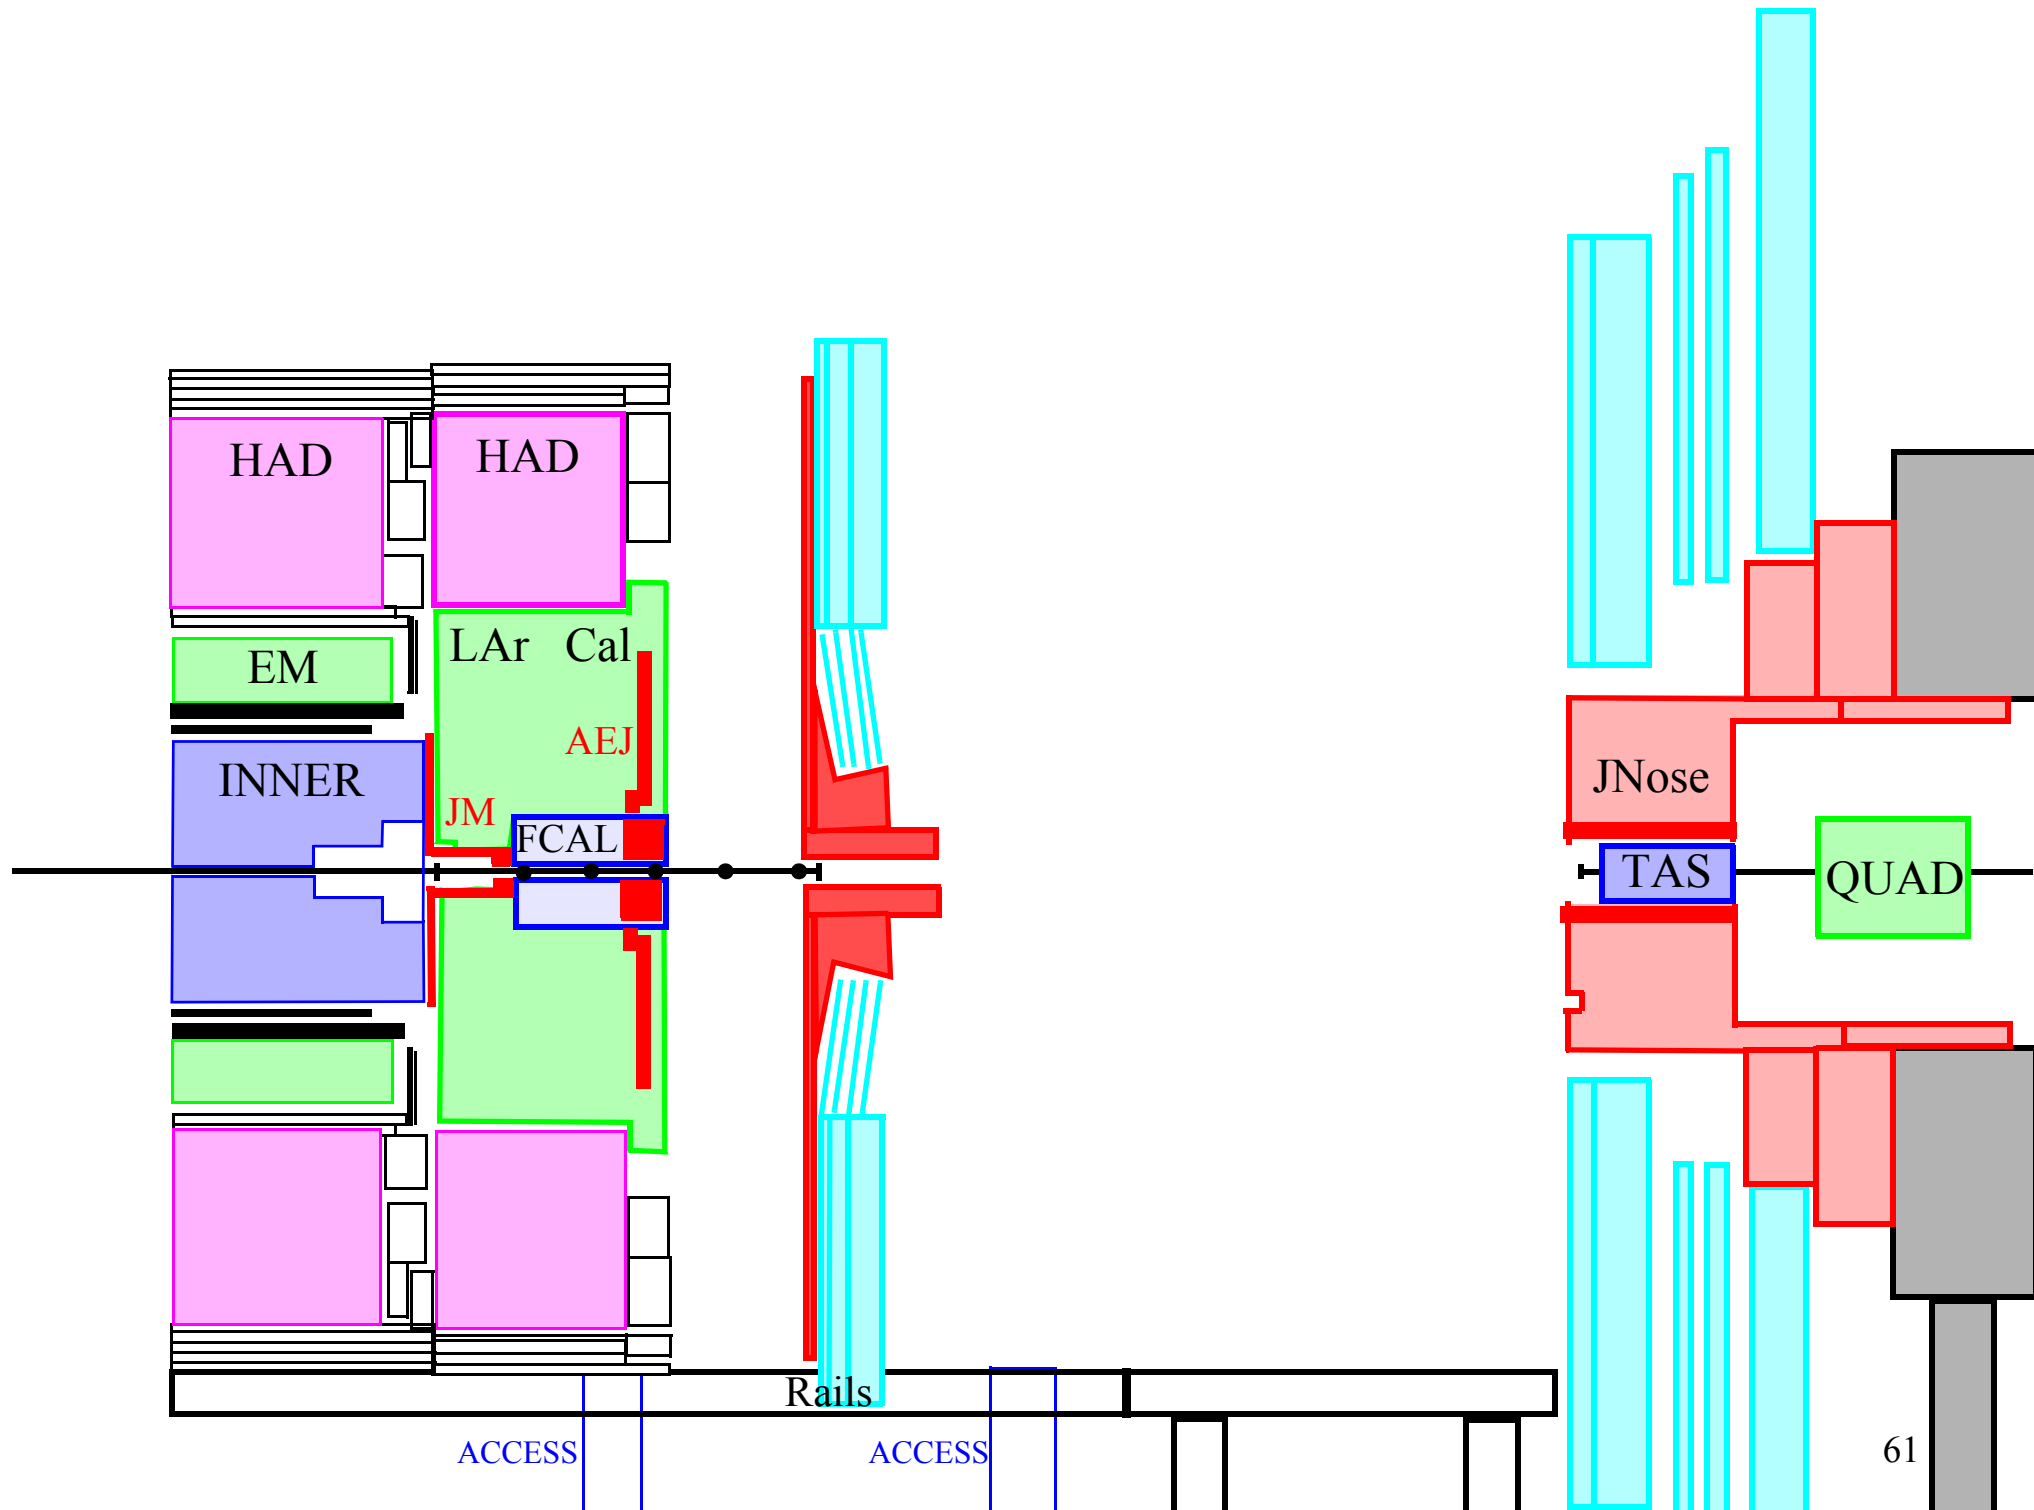 HAD HAD
LAr Cal
EM
AEJ
INNER
JNose
JM
FCAL
TAS
QUAD
Rails
ACCESS ACCESS
61